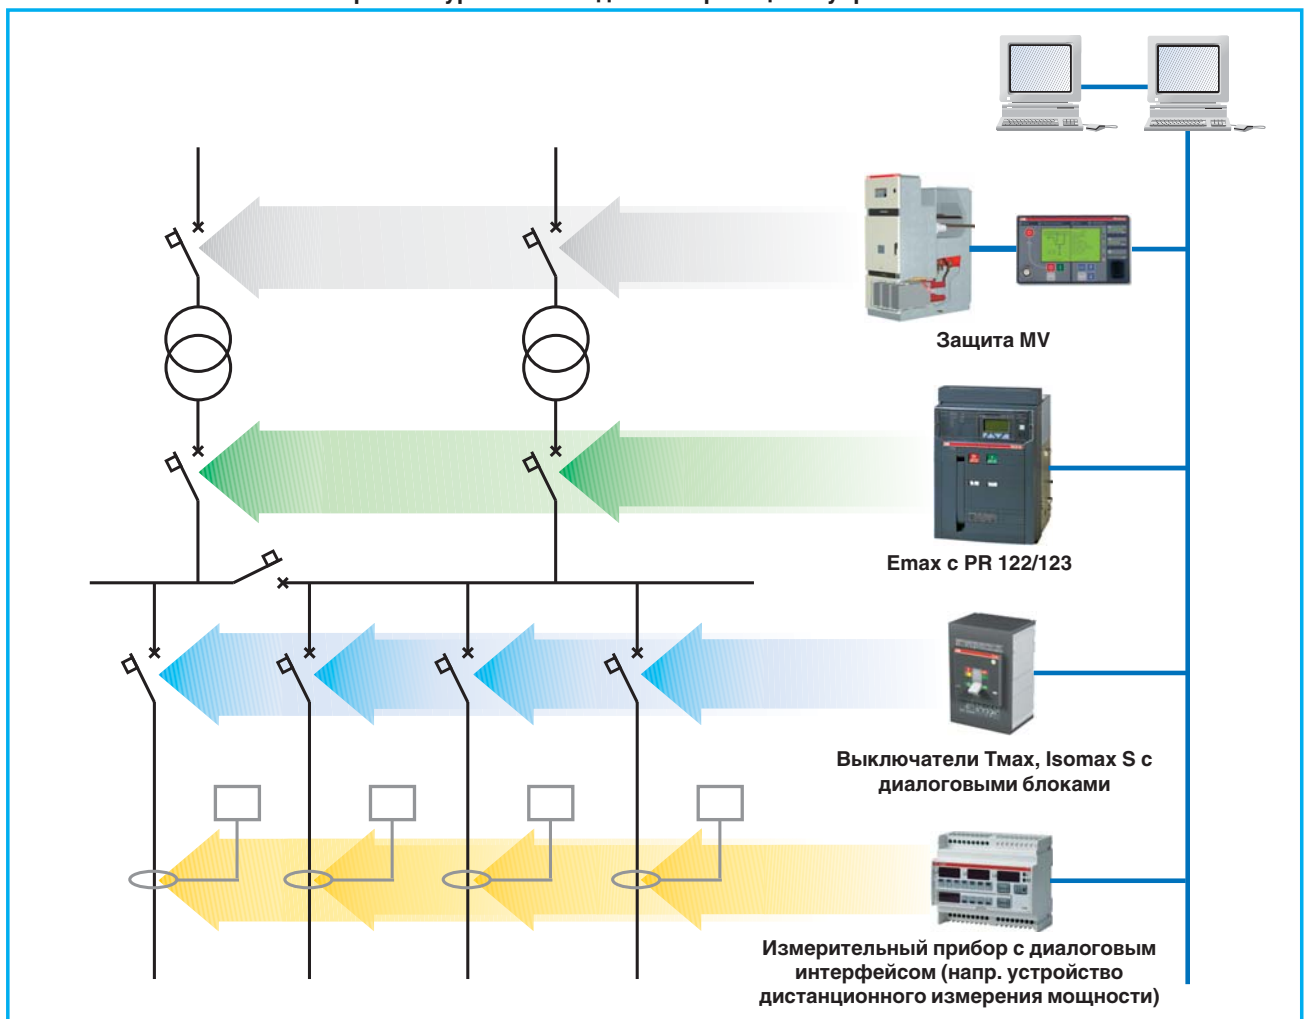 Защита MV
Emax с PR 122/123
Выключатели Тмах, Isomax S с
диалоговыми блоками
Измерительный прибор с диалоговым
интерфейсом (напр. устройство
дистанционного измерения мощности)